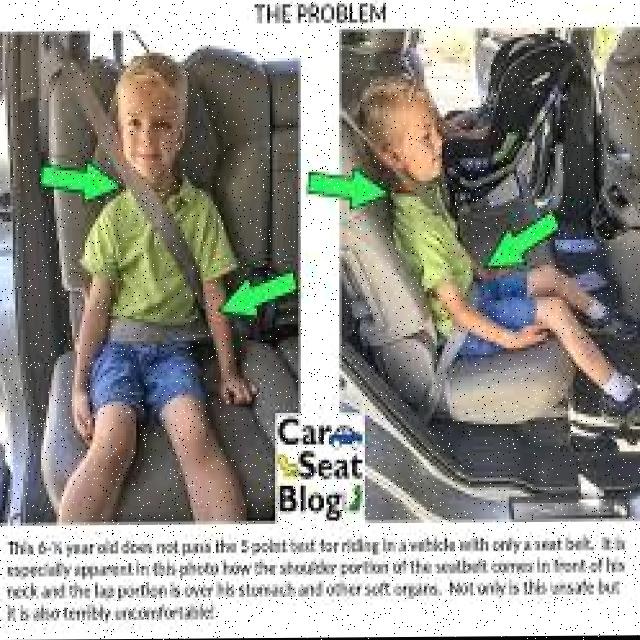 THE PROBLEM
Car
Seat
Blog
This 6-½ year old does not pass the 5 point test for riding in a vehicle with only a seat belt. It is
especially apparent in this photo how the shoulder portion of the seatbelt comes in front of his
neck and the lap portion is over his stomach and other soft organs. Not only is this unsafe but
it is also terribly uncomfortable!